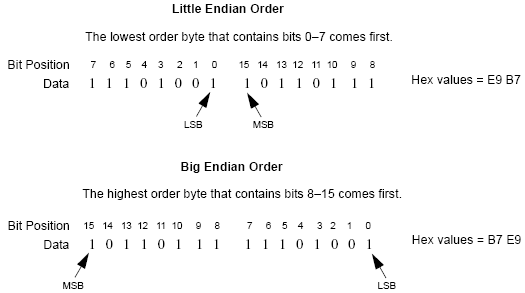 Little Endian Order
The lowest order byte that contains bits 0–7 comes first.
Bit Position 7 6 5 4 3 2 1 0 15 14 13 12 11 10 9 8
Data 1 1 1 0 1 0 0 1 1 0 1 1 0 1 1 1 Hex values = E9 B7
LSB MSB
Big Endian Order
The highest order byte that contains bits 8–15 comes first.
Bit Position 15 14 13 12 11 10 9 8 7 6 5 4 3 2 1 0
Data 1 0 1 1 0 1 1 1 1 1 1 0 1 0 0 1 Hex values = B7 E9
MSB LSB